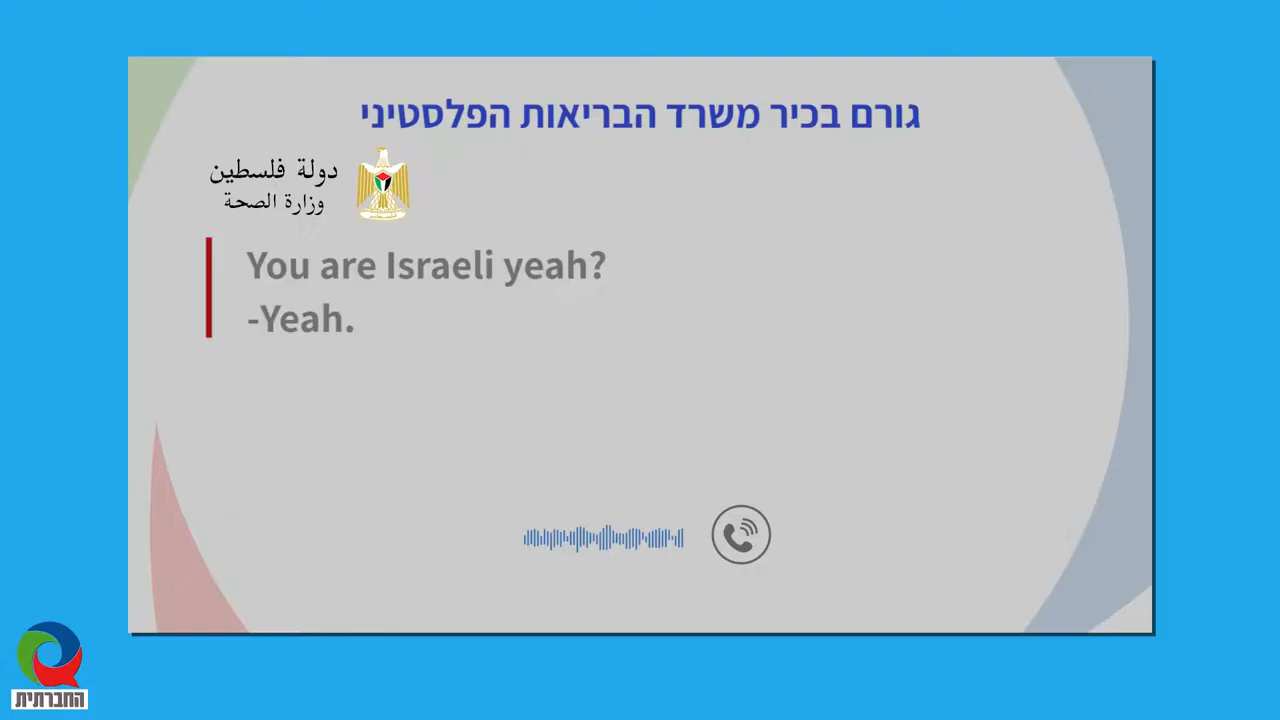 גורם בכיר משרד הבריאות הפלסטיני
دولة فلسطين
وزارة الصحة
You are Israeli yeah?
-Yeah.
החברתית